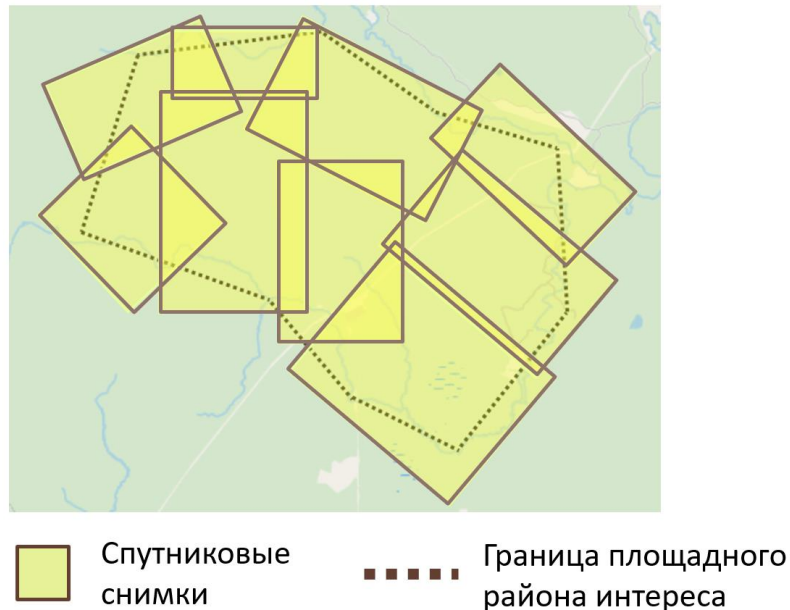 Спутниковые
снимки
Граница площадного
района интереса